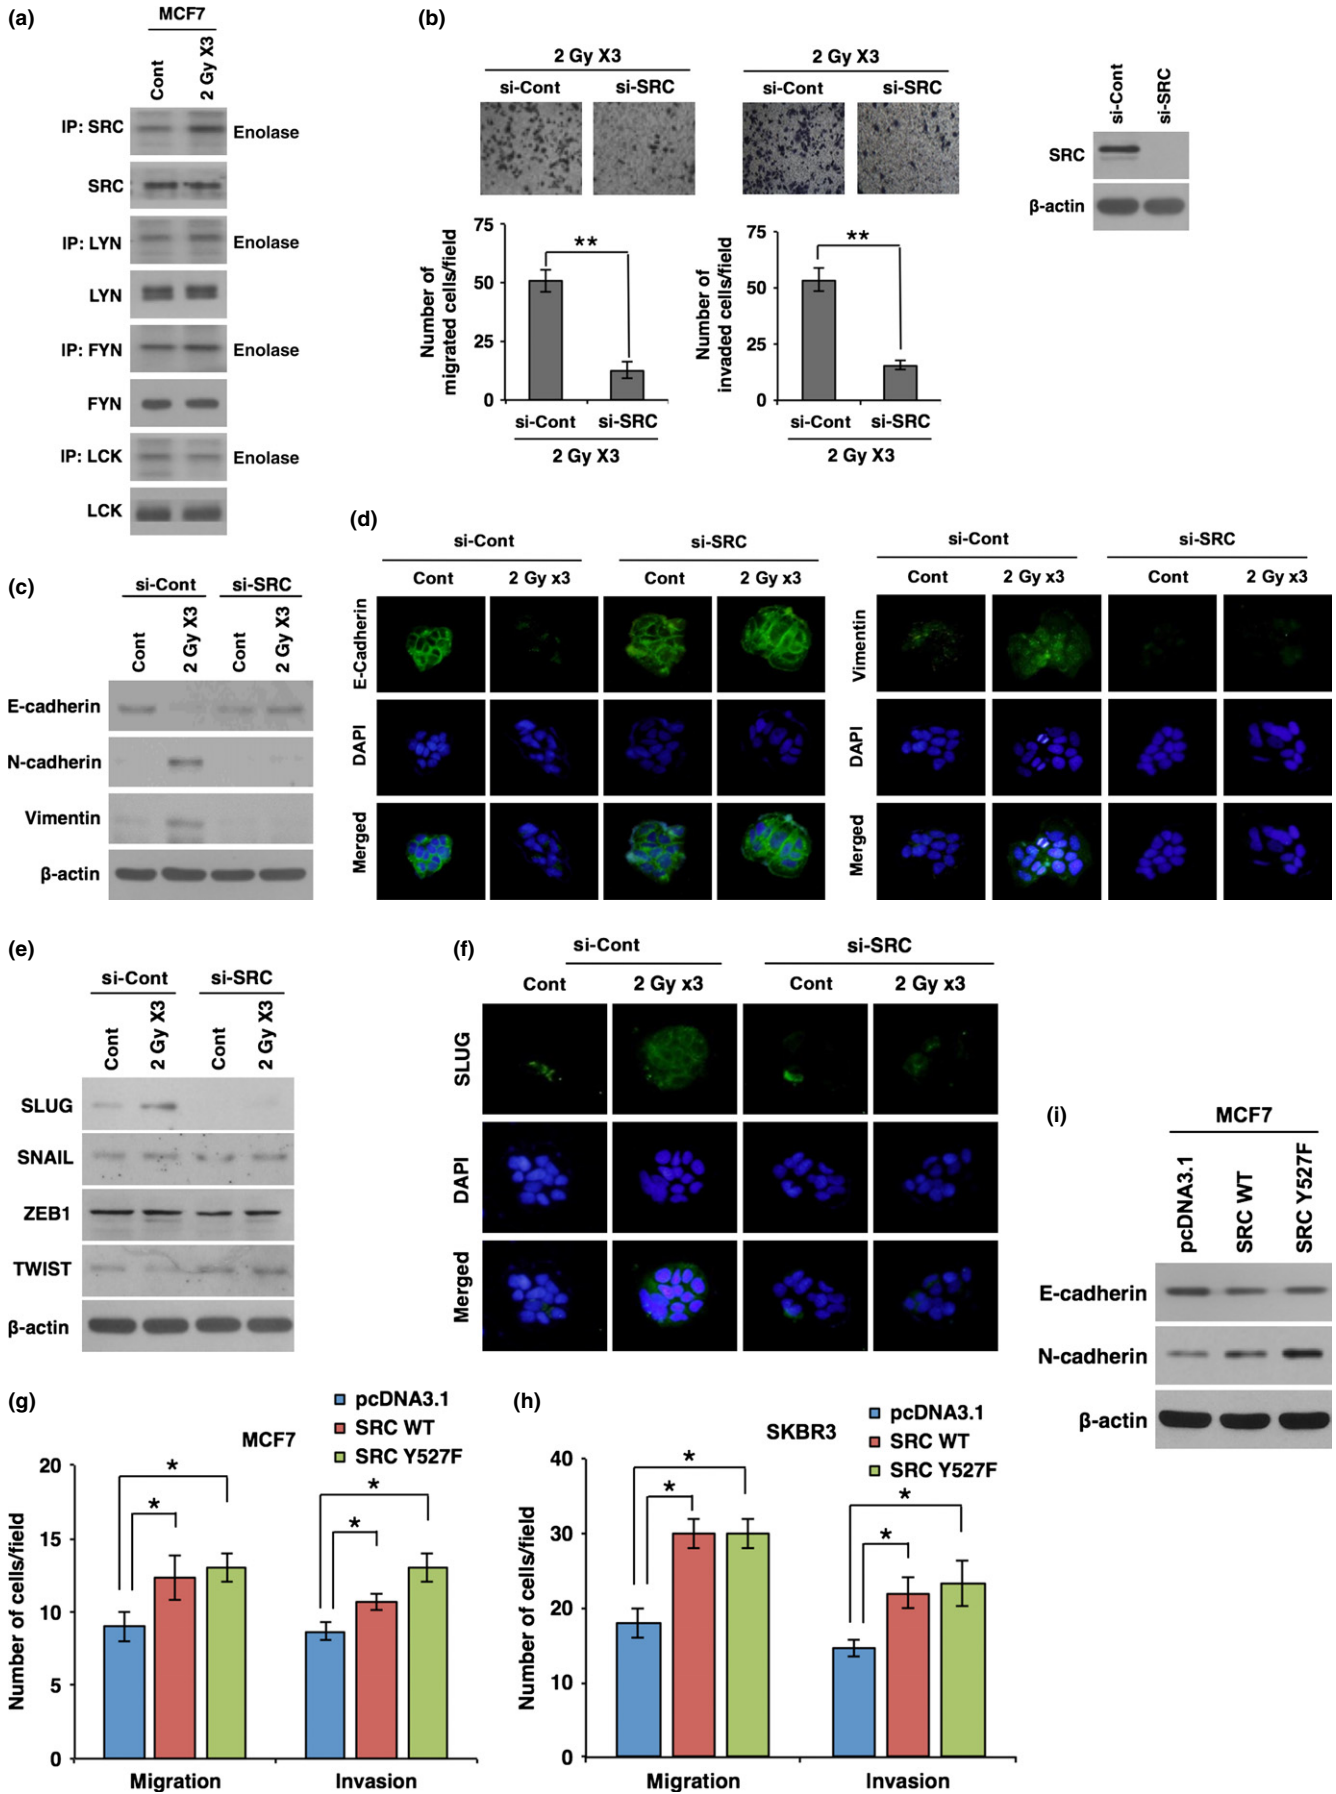 (a)
MCF7
Cont
2 Gy X3
IP: SRC
Enolase
SRC
IP: LYN
Enolase
LYN
IP: FYN
Enolase
FYN
IP: LCK
Enolase
LCK
(b)
2 Gy X3
si-Cont
si-SRC
75
50
25
0
Number of
migrated cells/field
**
si-Cont
si-SRC
2 Gy X3
2 Gy X3
si-Cont
si-SRC
75
50
25
0
Number of
invaded cells/field
**
si-Cont
si-SRC
2 Gy X3
si-Cont
si-SRC
SRC
β-actin
(c)
si-Cont
si-SRC
Cont
2 Gy X3
Cont
2 Gy X3
E-cadherin
N-cadherin
Vimentin
β-actin
(d)
si-Cont
si-SRC
Cont
2 Gy x3
Cont
2 Gy x3
E-Cadherin
DAPI
Merged
si-Cont
si-SRC
Cont
2 Gy x3
Cont
2 Gy x3
Vimentin
DAPI
Merged
(e)
si-Cont
si-SRC
Cont
2 Gy X3
Cont
2 Gy X3
SLUG
SNAIL
ZEB1
TWIST
β-actin
(f)
si-Cont
si-SRC
Cont
2 Gy x3
Cont
2 Gy x3
SLUG
DAPI
Merged
(i)
MCF7
pcDNA3.1
SRC WT
SRC Y527F
E-cadherin
N-cadherin
β-actin
(g)
MCF7
pcDNA3.1
SRC WT
SRC Y527F
20
15
10
5
0
Number of cells/field
*
*
*
*
Migration
Invasion
(h)
SKBR3
pcDNA3.1
SRC WT
SRC Y527F
40
30
20
10
0
Number of cells/field
*
*
*
*
Migration
Invasion